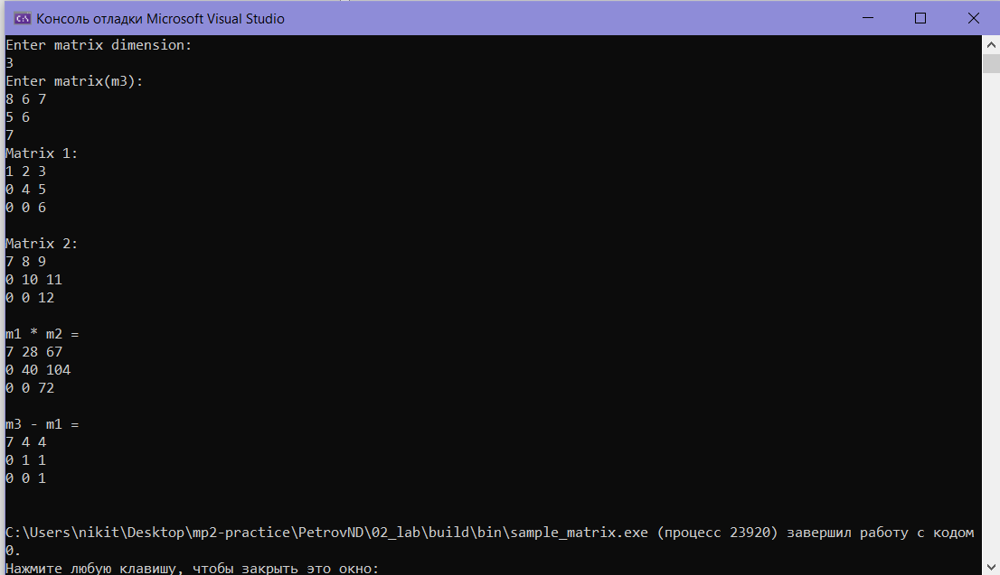 Консоль отладки Microsoft Visual Studio
Enter matrix dimension:
3
Enter matrix(m3):
8 6 7
5 6
7
Matrix 1:
1 2 3
0 4 5
0 0 6
Matrix 2:
7 8 9
0 10 11
0 0 12
m1 * m2 =
7 28 67
0 40 104
0 0 72
m3 - m1 =
7 4 4
0 1 1
0 0 1
C:\Users\nikit\Desktop\mp2-practice\PetrovND\02_lab\build\bin\sample_matrix.exe (процесс 23920) завершил работу с кодом
0.
Нажмите любую клавишу, чтобы закрыть это окно: